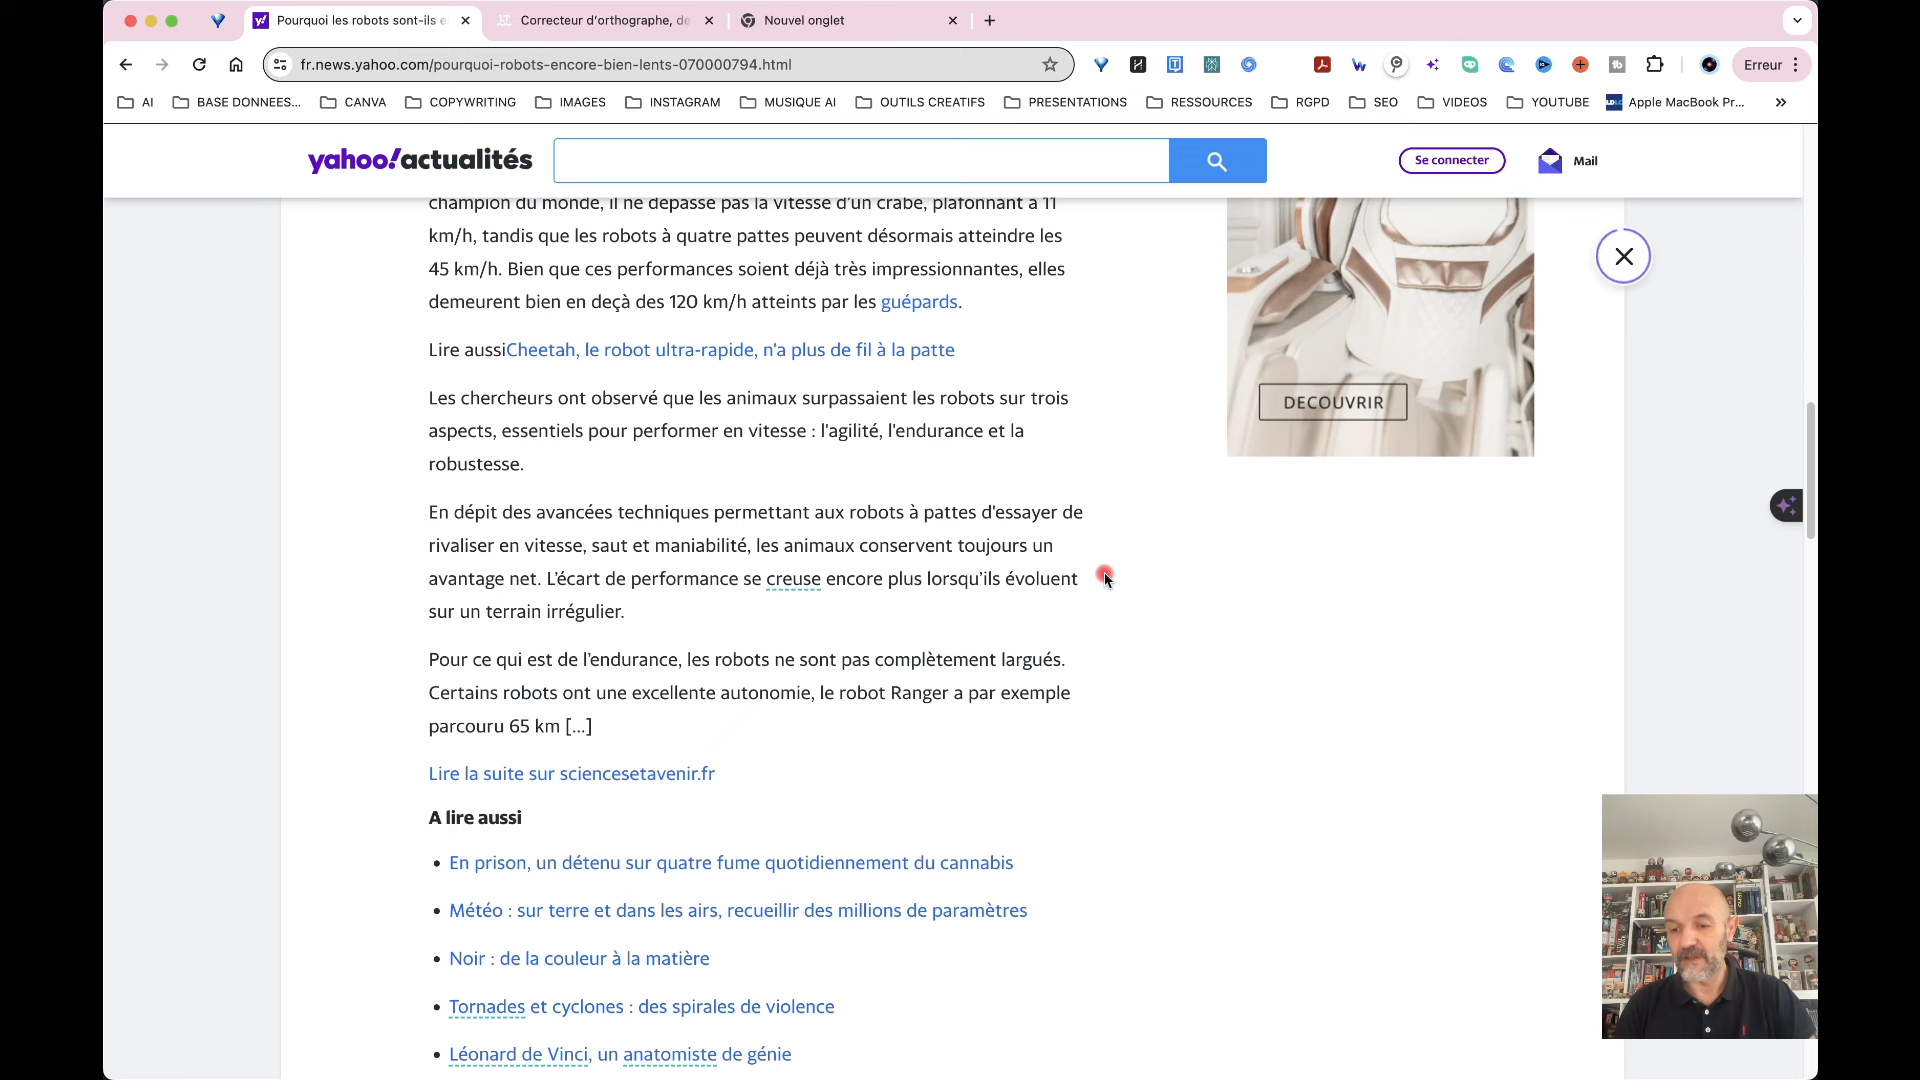 Pourquoi les robots sont-ils e
Correcteur d'orthographe, de
Nouvel onglet
fr.news.yahoo.com/pourquoi-robots-encore-bien-lents-070000794.html
Erreur
AI
BASE DONNEES...
CANVA
COPYWRITING
IMAGES
INSTAGRAM
MUSIQUE AI
OUTILS CREATIFS
PRESENTATIONS
RESSOURCES
RGPD
SEO
VIDEOS
YOUTUBE
Apple MacBook Pr...
yahoo!actualités
Se connecter
Mail
champion du monde, il ne dépasse pas la vitesse d'un crabe, plafonnant à 11
km/h, tandis que les robots à quatre pattes peuvent désormais atteindre les
45 km/h. Bien que ces performances soient déjà très impressionnantes, elles
demeurent bien en deçà des 120 km/h atteints par les guépards.
Lire aussiCheetah, le robot ultra-rapide, n'a plus de fil à la patte
DECOUVRIR
Les chercheurs ont observé que les animaux surpassaient les robots sur trois
aspects, essentiels pour performer en vitesse : l'agilité, l'endurance et la
robustesse.
En dépit des avancées techniques permettant aux robots à pattes d'essayer de
rivaliser en vitesse, saut et maniabilité, les animaux conservent toujours un
avantage net. L'écart de performance se creuse encore plus lorsqu'ils évoluent
sur un terrain irrégulier.
Pour ce qui est de l'endurance, les robots ne sont pas complètement largués.
Certains robots ont une excellente autonomie, le robot Ranger a par exemple
parcouru 65 km [...]
Lire la suite sur sciencesetavenir.fr
A lire aussi
• En prison, un détenu sur quatre fume quotidiennement du cannabis
• Météo : sur terre et dans les airs, recueillir des millions de paramètres
• Noir : de la couleur à la matière
• Tornades et cyclones : des spirales de violence
• Léonard de Vinci, un anatomiste de génie